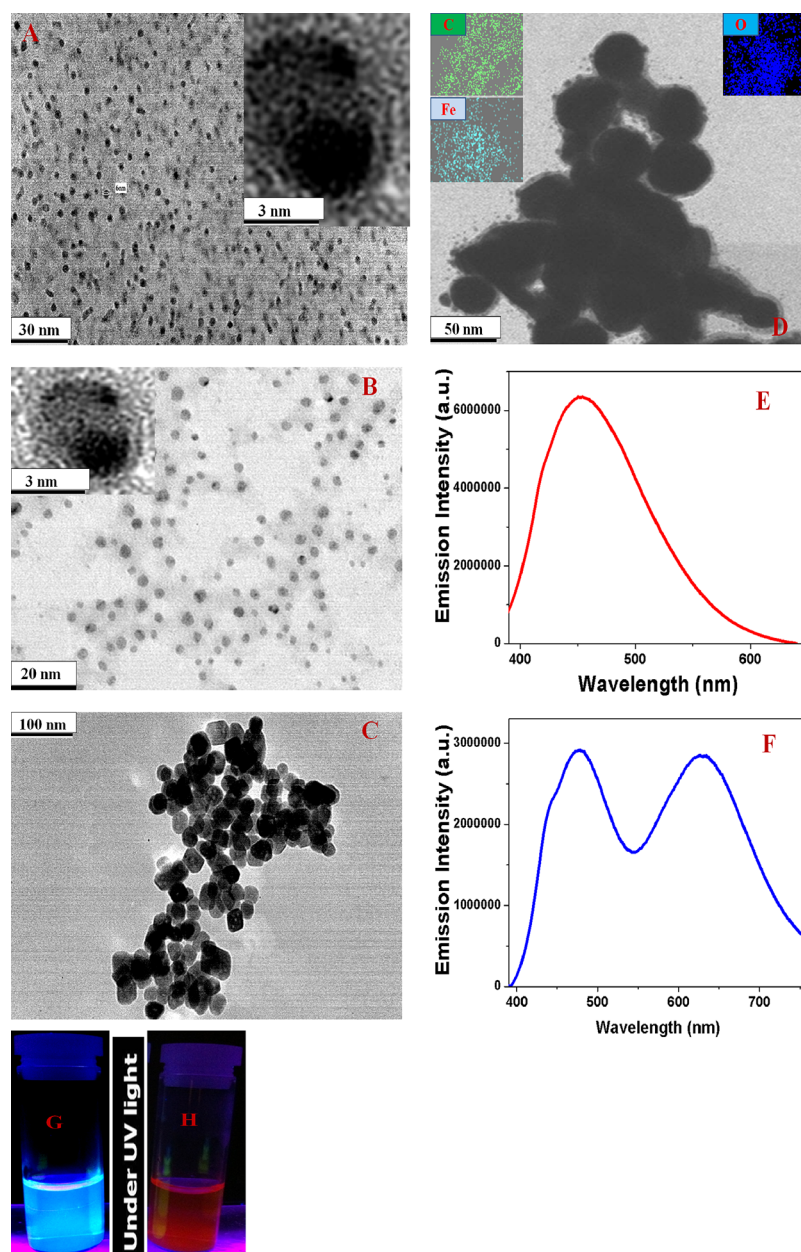 A
6nm
3 nm
30 nm
C
O
Fe
50 nm
D
B
3 nm
20 nm
E
Emission Intensity (a.u.)
6000000
4000000
2000000
0
400
500
600
Wavelength (nm)
100 nm
C
F
Emission Intensity (a.u.)
3000000
2000000
1000000
0
400
500
600
700
Wavelength (nm)
G
Under UV light
H